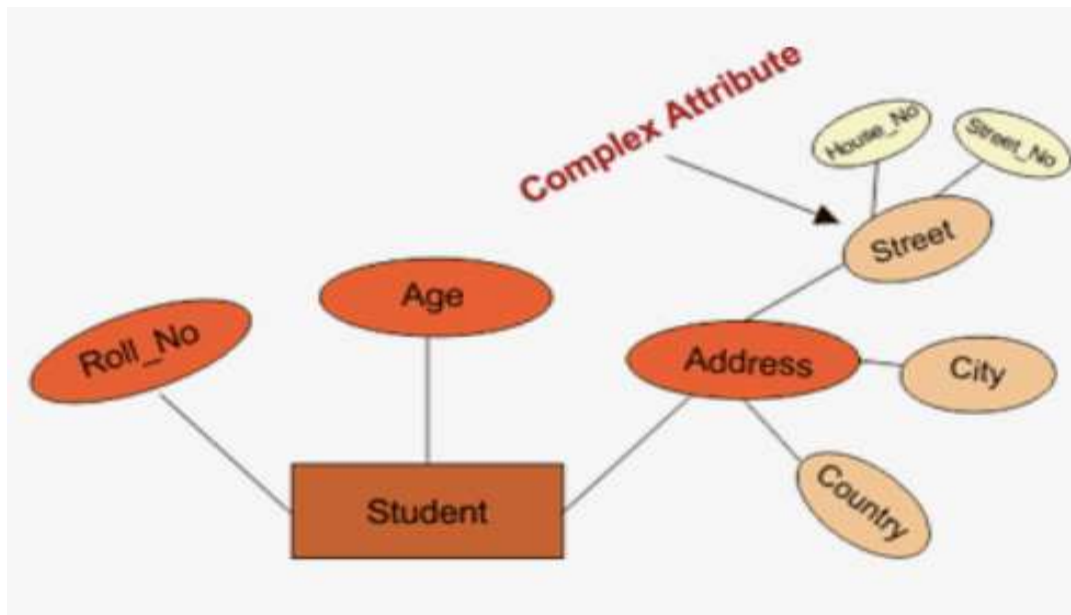 Complex Attribute
House_No
Street_No
Street
Age
Roll_No
Address
City
Student
Country